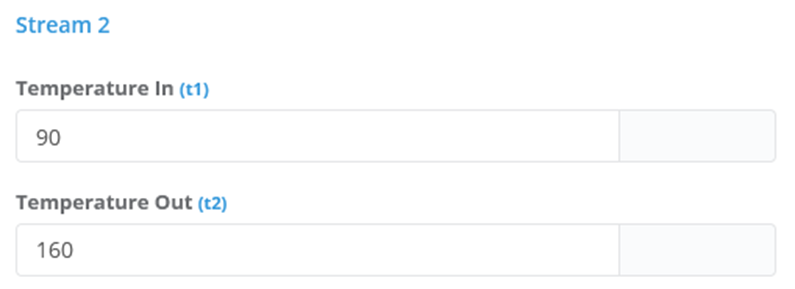 Stream 2
Temperature In (t1)
90
Temperature Out (t2)
160